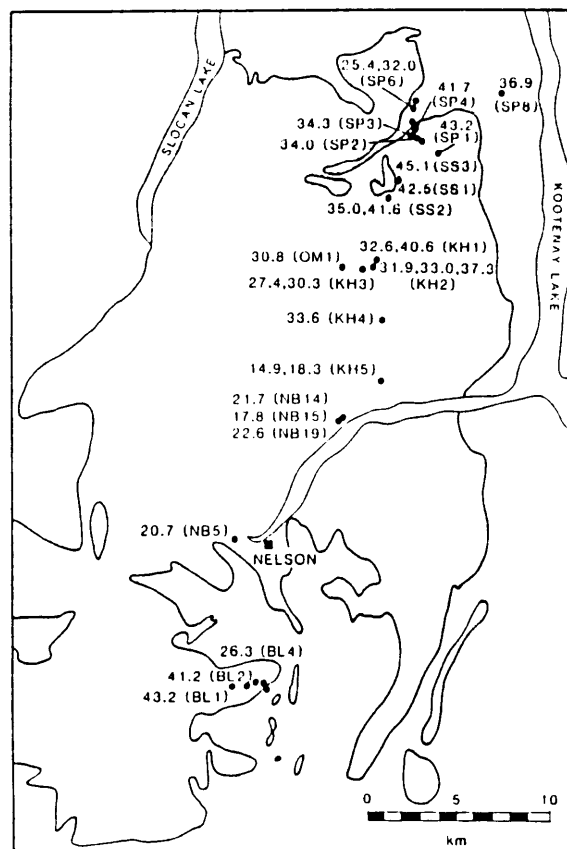 SLOCAN LAKE
25.4,32.0
(SP6)
41.7
(SP4)
36.9
(SP8)
34.3 (SP3)
43.2
(SP1)
34.0 (SP2)
45.1(SS3)
42.5(SS1)
35.0,41.6 (SS2)
KOOTENAY LAKE
32.6,40.6 (KH1)
30.8 (OM1)
31.9,33.0,37.3
(KH2)
27.4,30.3 (KH3)
33.6 (KH4)
14.9,18.3 (KH5)
21.7 (NB14)
17.8 (NB15)
22.6 (NB19)
20.7 (NB5)
NELSON
26.3 (BL4)
41.2 (BL2)
43.2 (BL1)
0 5 10
km